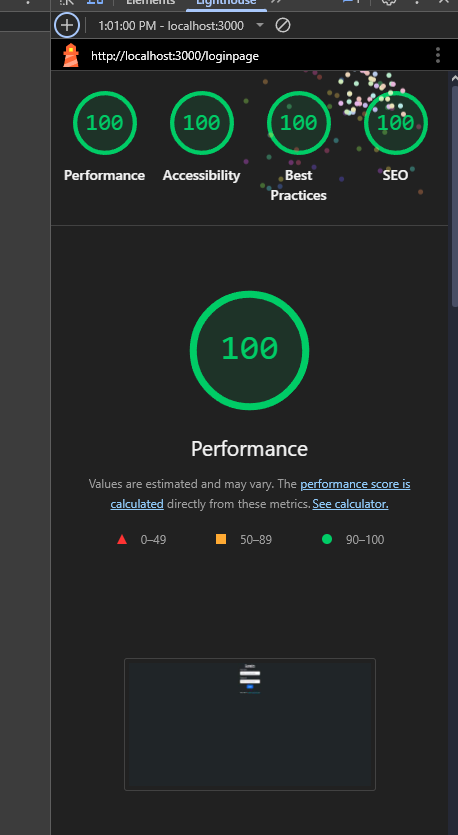 Elements
Lighthouse
1:01:00 PM - localhost:3000
http://localhost:3000/loginpage
100
100
100
100
Performance
Accessibility
Best
Practices
SEO
100
Performance
Values are estimated and may vary. The performance score is
calculated directly from these metrics. See calculator.
0–49
50–89
90–100